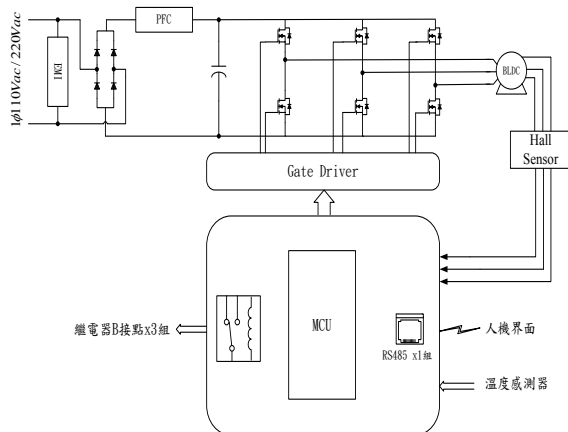 PFC
1ϕ110Vac/220Vac
EMI
BLDC
Hall
Sensor
Gate Driver
MCU
繼電器B接點x3組
RS485 x1組
人機界面
溫度感測器